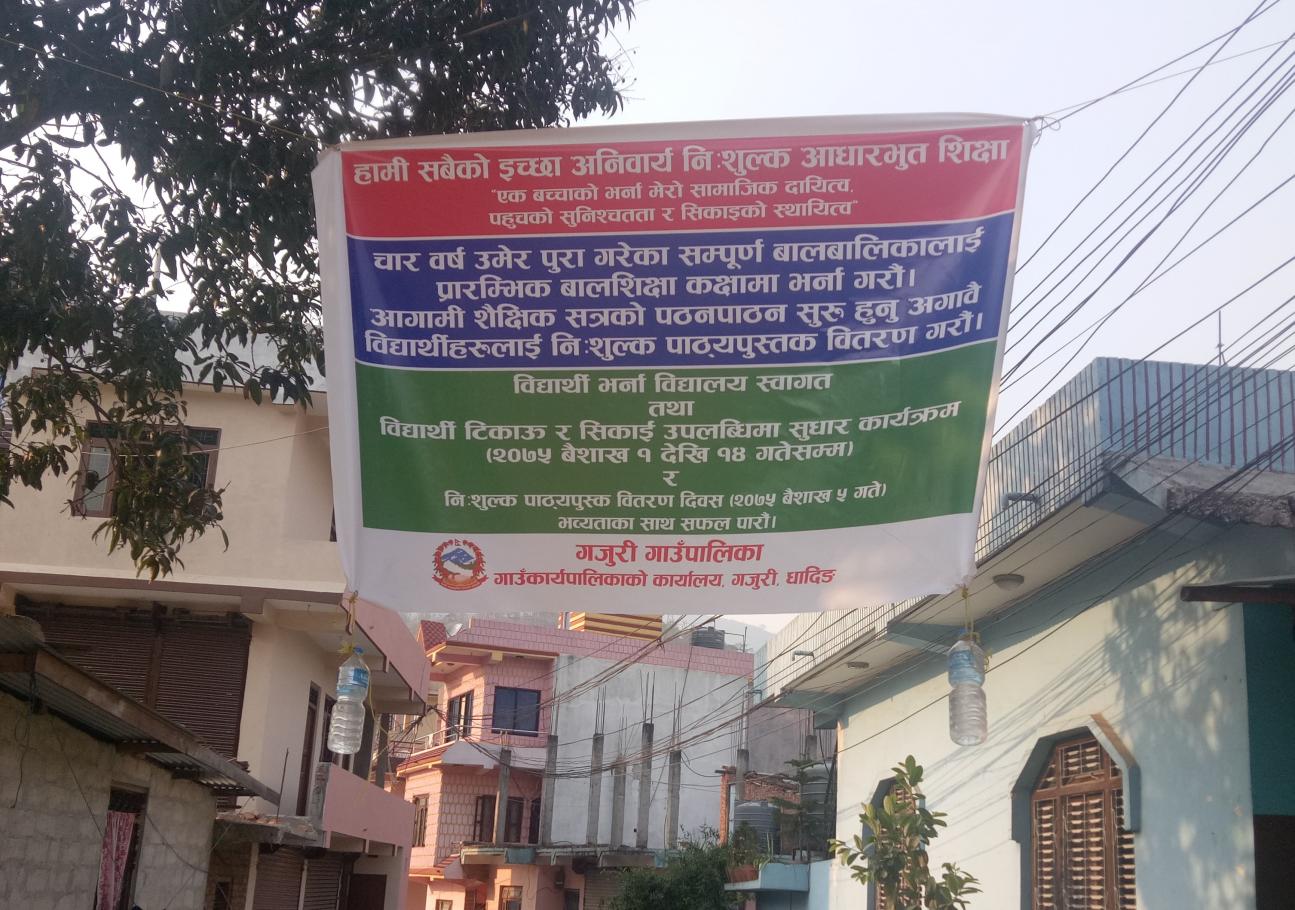 हामी सबैको इच्छा अनिवार्य निःशुल्क आधारभुत शिक्षा
"एक बच्चाको भर्ना मेरो सामाजिक दायित्व,
पहुचको सुनिश्चतता र सिकाइको स्थायित्व"
चार वर्ष उमेर पुरा गरेका सम्पूर्ण बालबालिकालाई
प्रारम्भिक बालशिक्षा कक्षामा भर्ना गरौं।
आगामी शैक्षिक सत्रको पठनपाठन सुरु हुनु अगावै
विद्यार्थीहरुलाई निःशुल्क पाठ्यपुस्तक वितरण गरौं।
विद्यार्थी भर्ना विद्यालय स्वागत
तथा
विद्यार्थी टिकाऊ र सिकाई उपलब्धिमा सुधार कार्यक्रम
(२०७५ बैशाख १ देखि १४ गतेसम्म)
र
निःशुल्क पाठ्यपुस्क वितरण दिवस (२०७५ बैशाख ५ गते)
भव्यताका साथ सफल पारौं।
गजुरी गाउँपालिका
गाउँकार्यपालिकाको कार्यालय, गजुरी, धादिङ